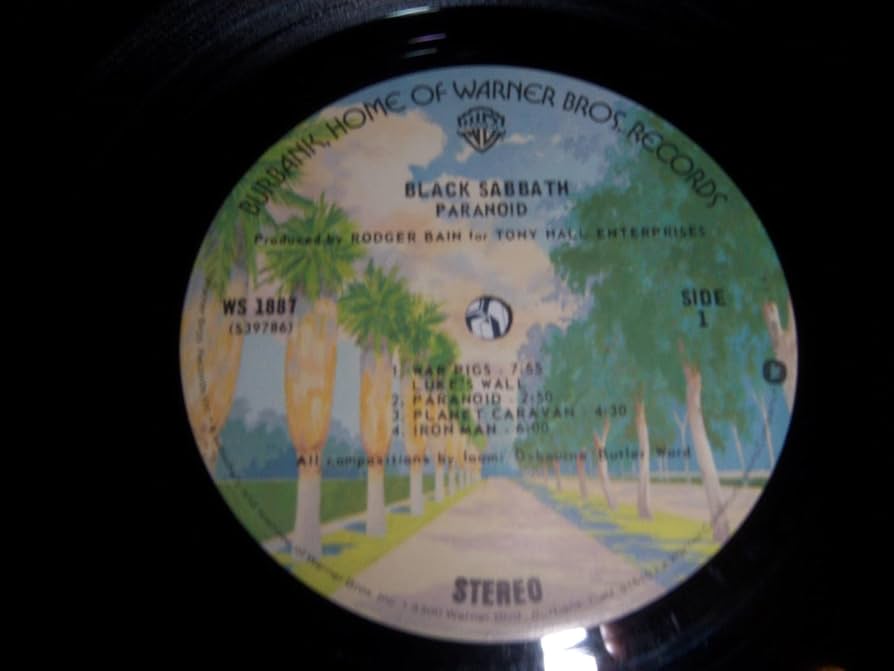 BURBANK, HOME OF WARNER BROS. RECORDS
BLACK SABBATH
PARANOID
Produced by RODGER BAIN for TONY HALL ENTERPRISES
WS 1887
(S39786)
SIDE
1
1. WAR PIGS - 7:55
LUKE'S WALL
2. PARANOID - 2:50
3. PLANET CARAVAN - 4:30
4. IRON MAN - 6:00
All compositions by Iommi Osbourne Butler Ward
STEREO